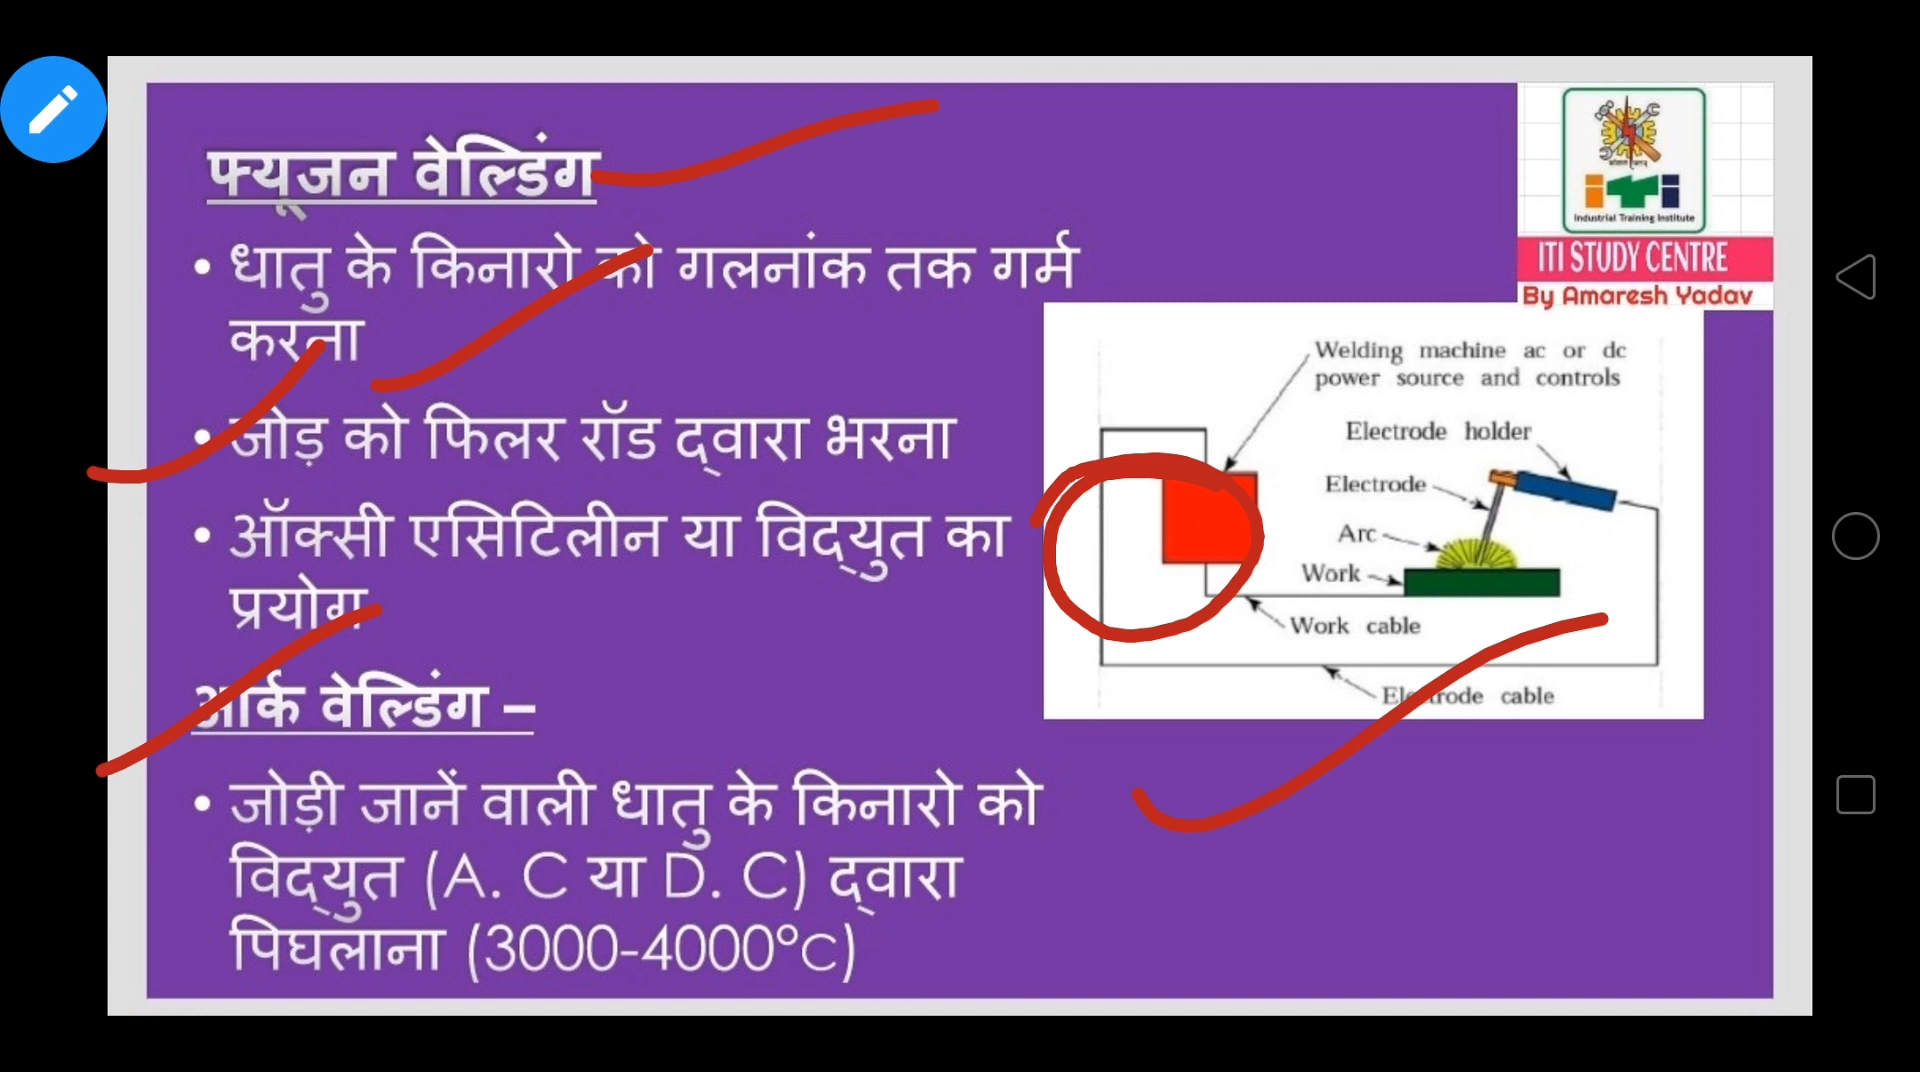 फ्यूजन वेल्डिंग
• धातु के किनारो को गलनांक तक गर्म
करना
• जोड़ को फिलर रॉड द्वारा भरना
• ऑक्सी एसिटिलीन या विद्युत का
प्रयोग
आर्क वेल्डिंग –
• जोड़ी जानें वाली धातु के किनारो को
विद्युत (A. C या D. C) द्वारा
पिघलाना (3000-4000°C)
iTi
Industrial Training Institute
ITI STUDY CENTRE
By Amaresh Yadav
Welding machine ac or dc
power source and controls
Electrode holder
Electrode
Arc
Work
Work cable
Electrode cable